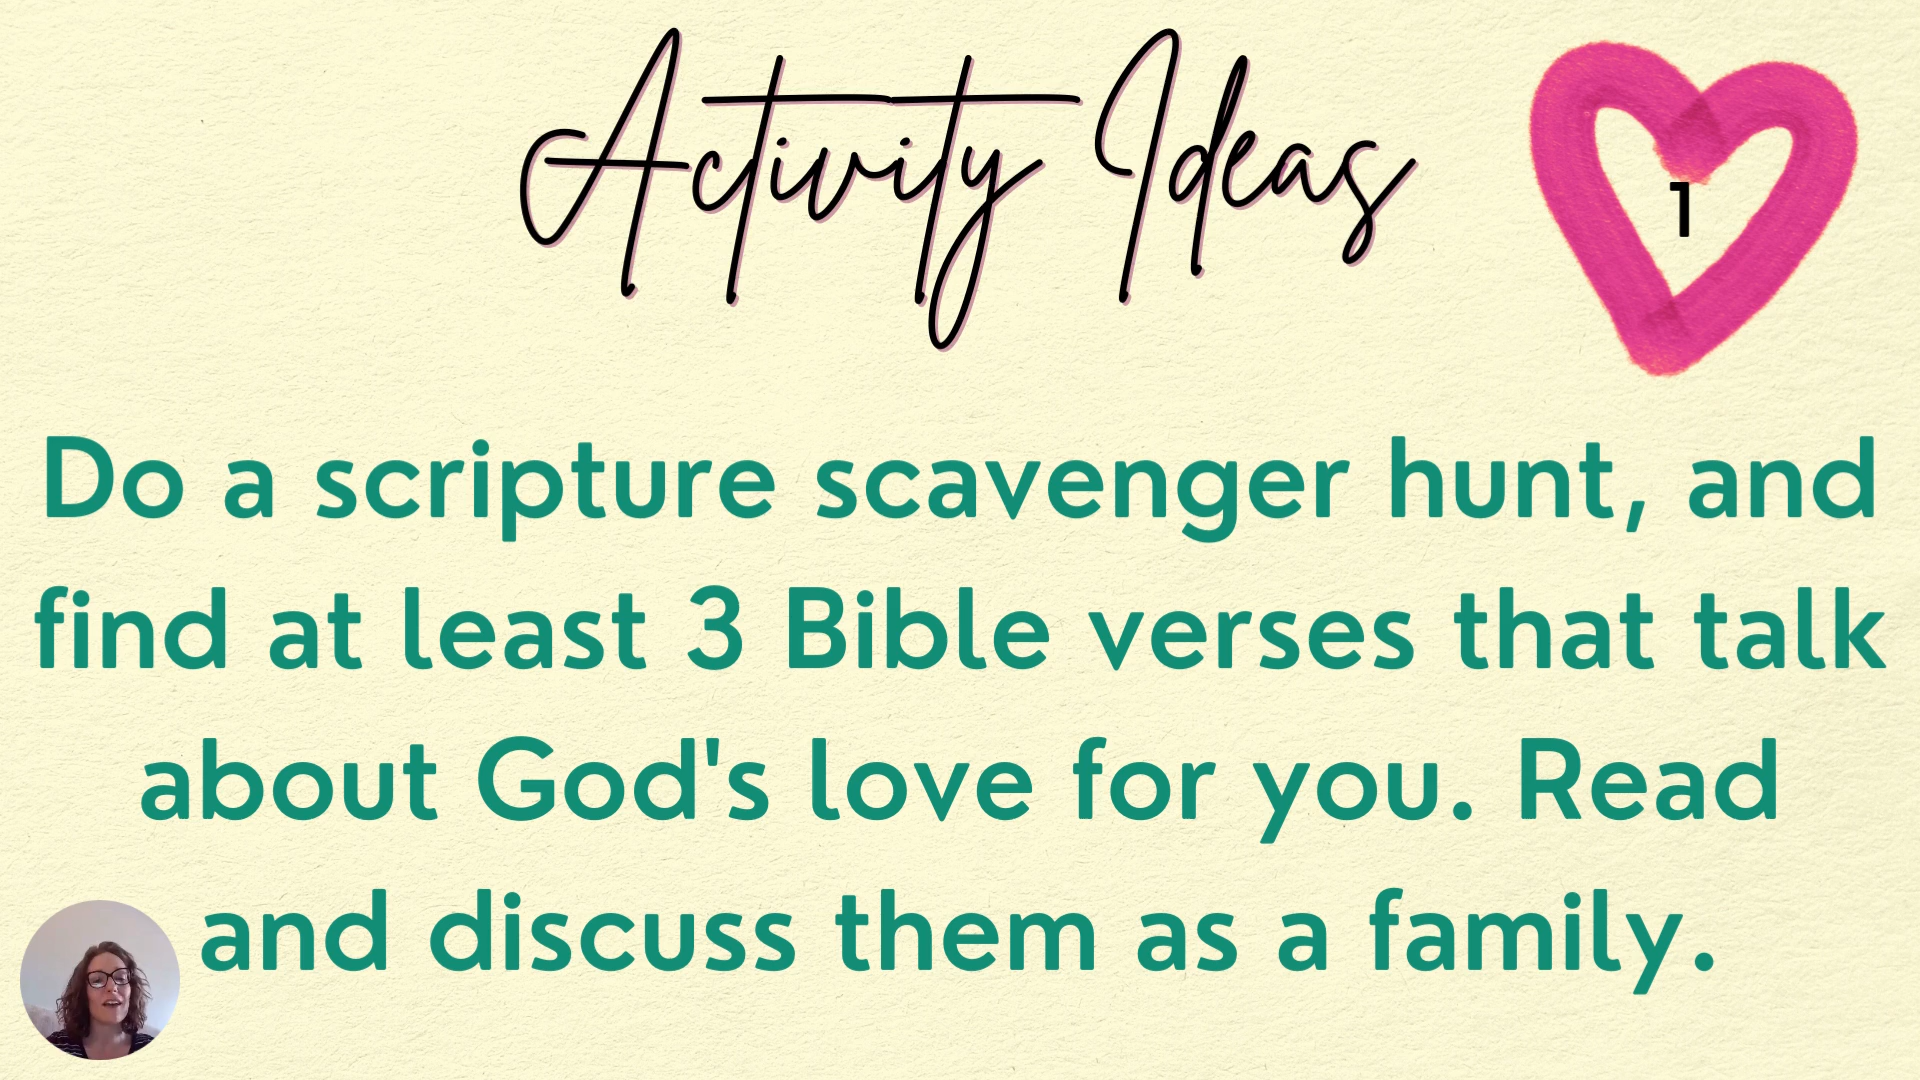 Activity Ideas
1
Do a scripture scavenger hunt, and
find at least 3 Bible verses that talk
about God's love for you. Read
and discuss them as a family.